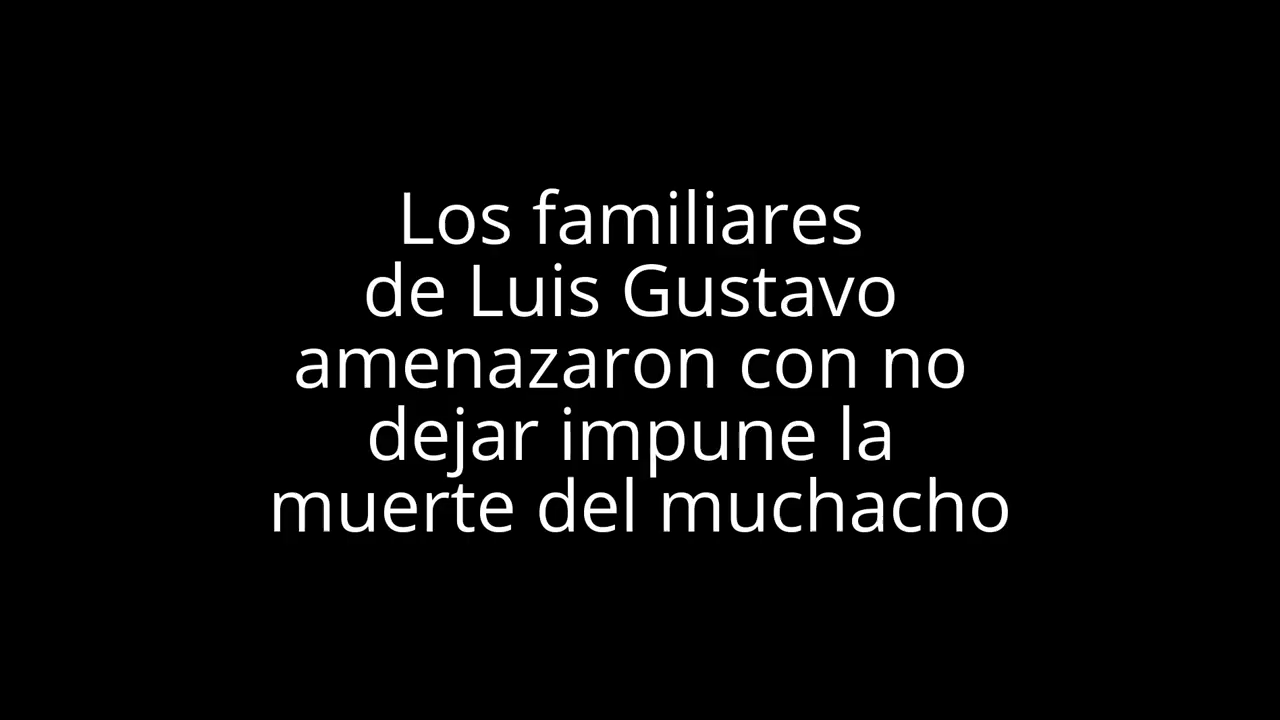 Los familiares
de Luis Gustavo
amenazaron con no
dejar impune la
muerte del muchacho